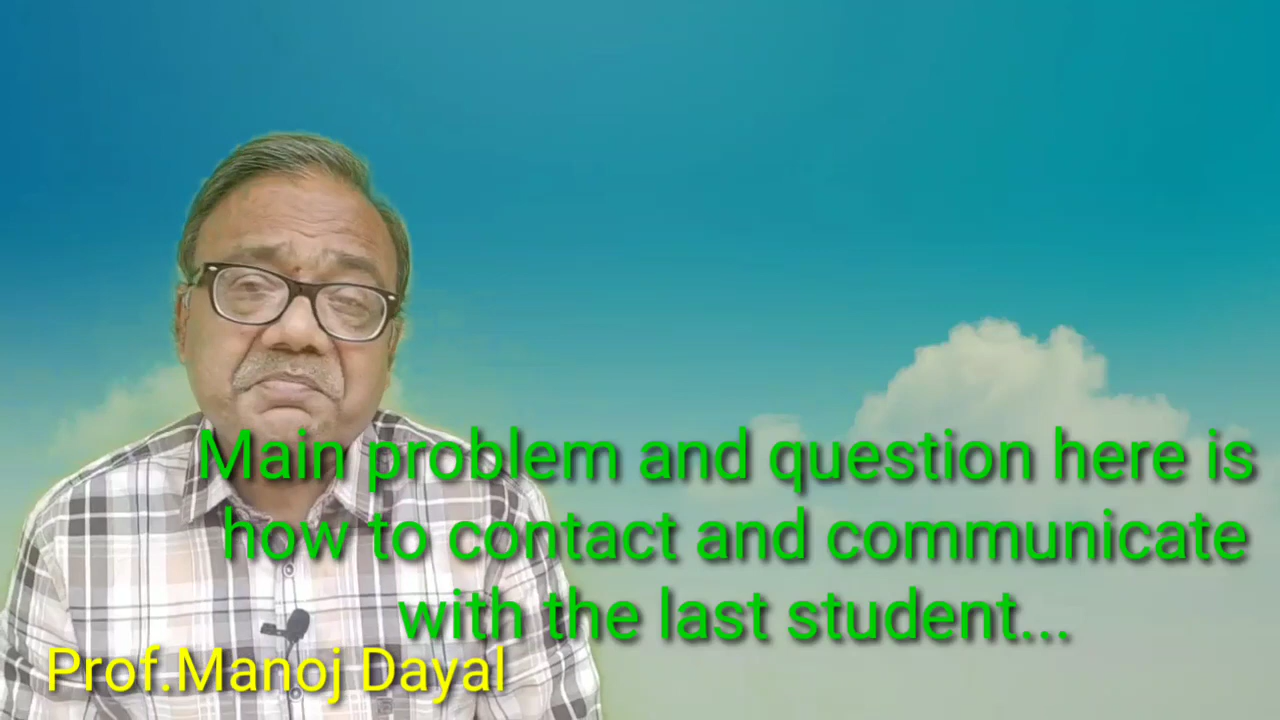 Main problem and question here is
how to contact and communicate
with the last student...
Prof.Manoj Dayal